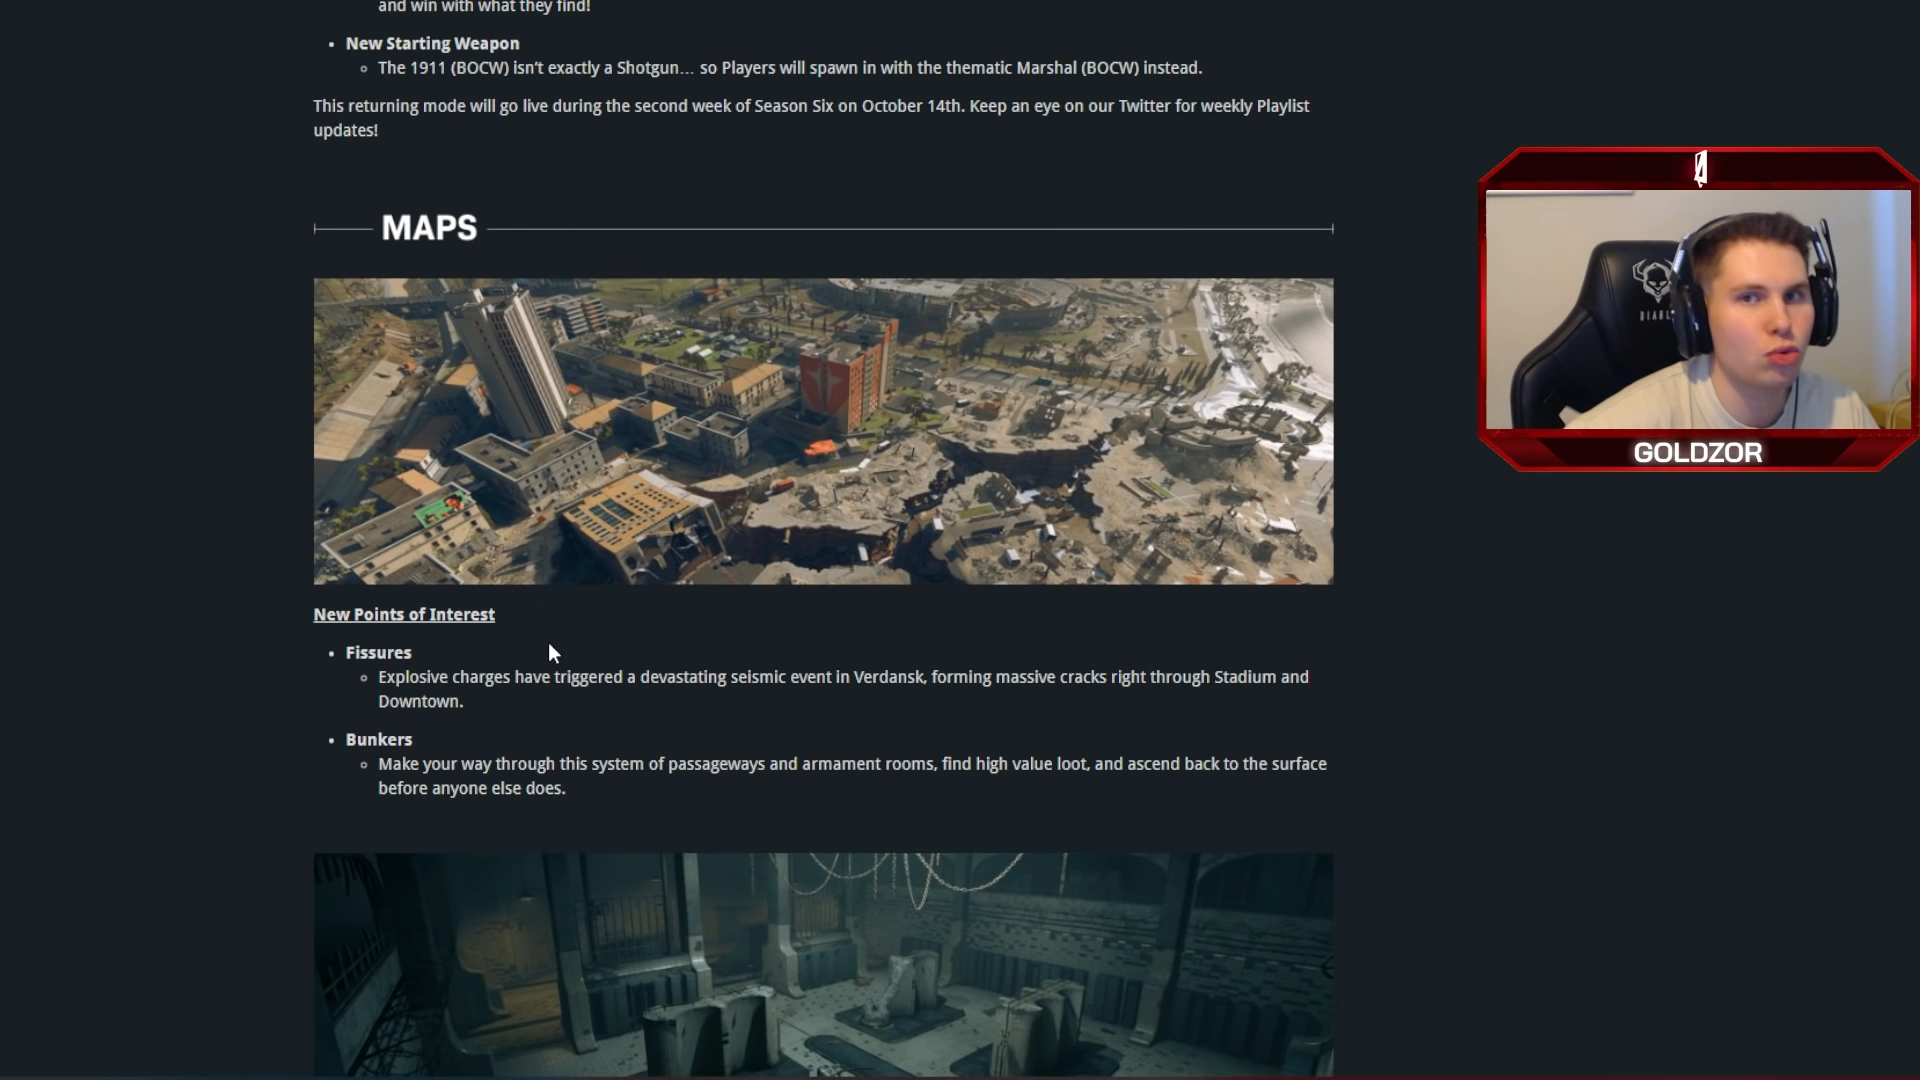 and win with what they find!
• New Starting Weapon
◦ The 1911 (BOCW) isn't exactly a Shotgun… so Players will spawn in with the thematic Marshal (BOCW) instead.
This returning mode will go live during the second week of Season Six on October 14th. Keep an eye on our Twitter for weekly Playlist
updates!
MAPS
New Points of Interest
• Fissures
◦ Explosive charges have triggered a devastating seismic event in Verdansk, forming massive cracks right through Stadium and
Downtown.
• Bunkers
◦ Make your way through this system of passageways and armament rooms, find high value loot, and ascend back to the surface
before anyone else does.
DIABL
GOLDZOR